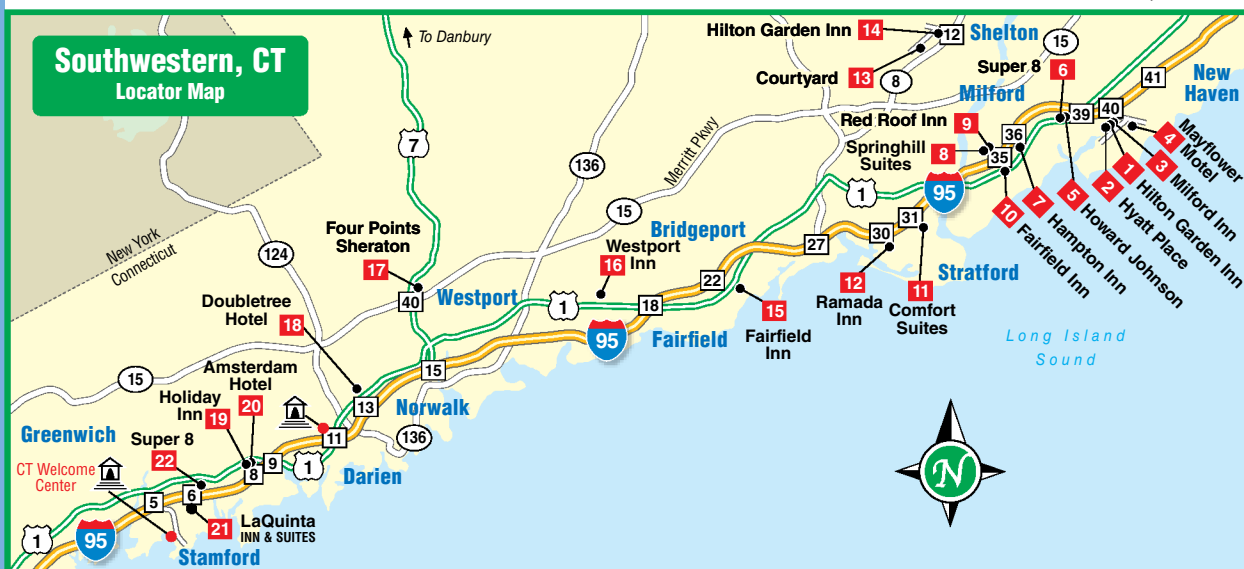 Southwestern, CT
Locator Map
To Danbury
Hilton Garden Inn 14
12
Shelton
15
Courtyard 13
8
Super 8
6
41
New
Haven
Milford
39
40
Red Roof Inn 9
36
Springhill
Suites
8
35
4 Mayflower
Motel
3 Milford Inn
1 Hilton Garden Inn
2 Hyatt Place
5 Howard Johnson
7 Hampton Inn
10 Fairfield Inn
7
136
Merritt Pkwy
15
1
95
New York
Connecticut
124
Four Points
Sheraton
17
40
Westport
Westport
Inn
16
Bridgeport
27
30
31
Stratford
22
18
1
12
Ramada
Inn
11
Comfort
Suites
15
Fairfield
Inn
Fairfield
95
Long Island
Sound
Doubletree
Hotel
18
15
15
13
Norwalk
136
Amsterdam
Hotel
20
Holiday
Inn 19
11
Greenwich
Super 8
22
9
8
1
Darien
CT Welcome
Center
5
6
21 LaQuinta
INN & SUITES
1
95
Stamford
N